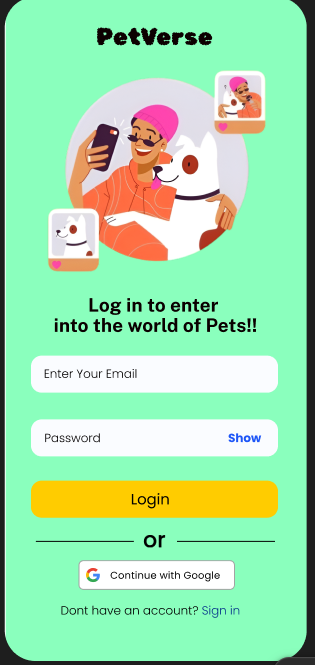 PetVerse
Log in to enter
into the world of Pets!!
Enter Your Email
Password Show
Login
or
Continue with Google
Dont have an account? Sign in